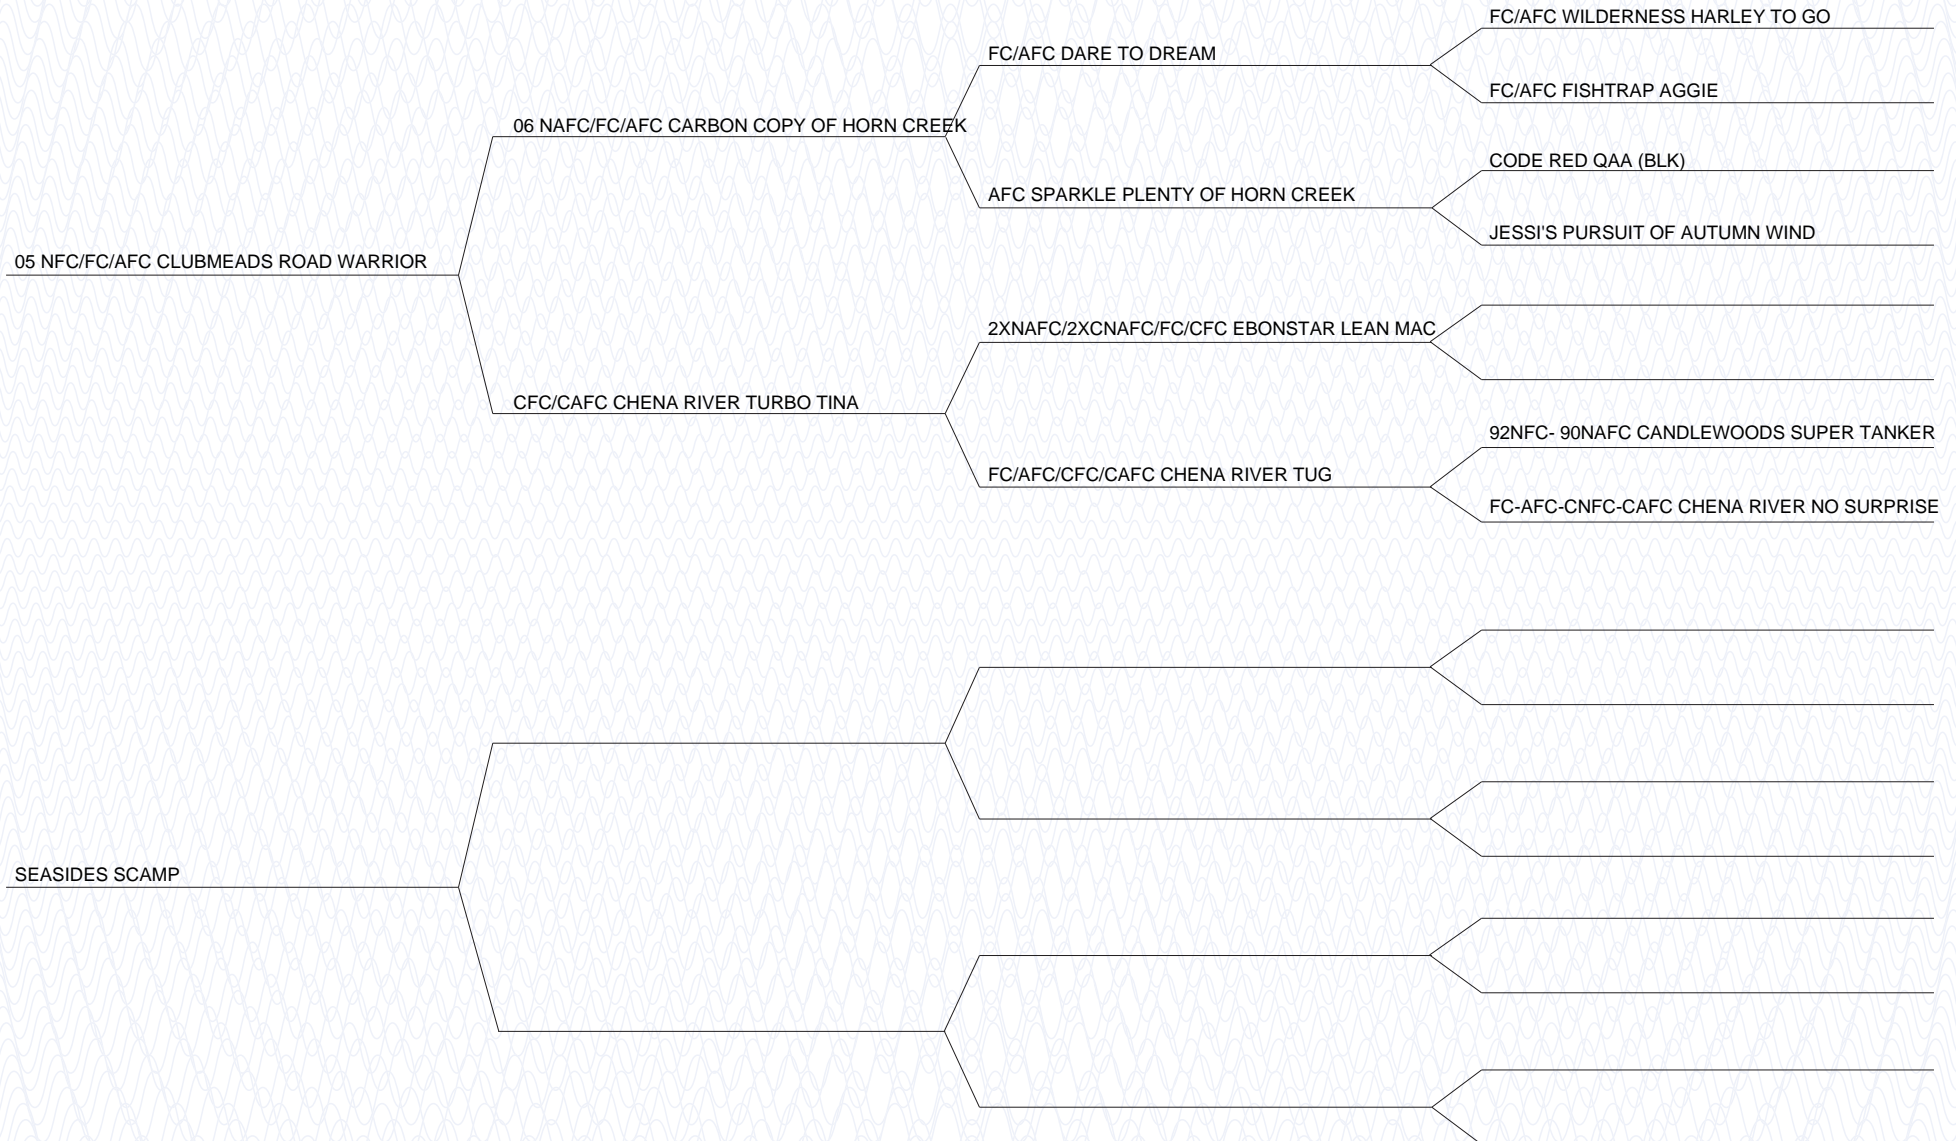 FC/AFC WILDERNESS HARLEY TO GO
FC/AFC DARE TO DREAM
FC/AFC FISHTRAP AGGIE
06 NAFC/FC/AFC CARBON COPY OF HORN CREEK
CODE RED QAA (BLK)
AFC SPARKLE PLENTY OF HORN CREEK
JESSI'S PURSUIT OF AUTUMN WIND
05 NFC/FC/AFC CLUBMEADS ROAD WARRIOR
2XNAFC/2XCNAFC/FC/CFC EBONSTAR LEAN MAC
CFC/CAFC CHENA RIVER TURBO TINA
92NFC- 90NAFC CANDLEWOODS SUPER TANKER
FC/AFC/CFC/CAFC CHENA RIVER TUG
FC-AFC-CNFC-CAFC CHENA RIVER NO SURPRISE
SEASIDES SCAMP